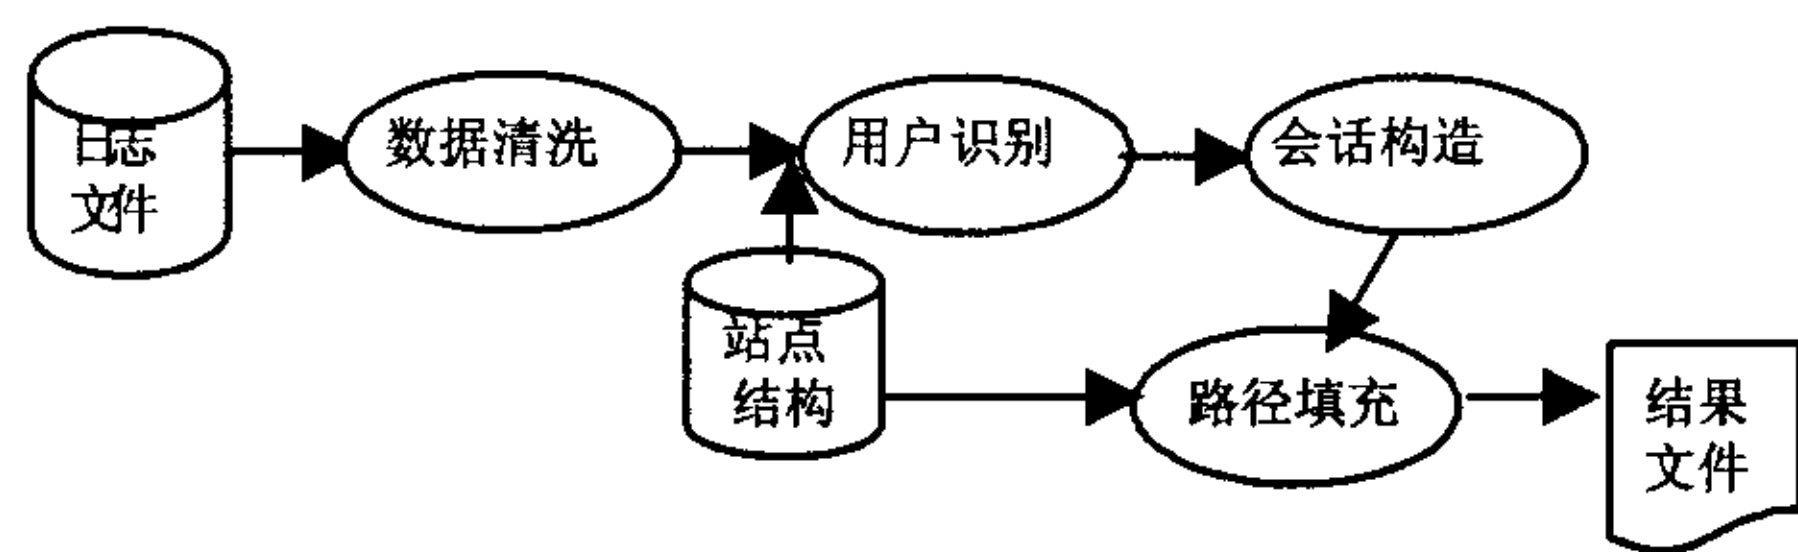 日志
文件
数据清洗
用户识别
会话构造
站点
结构
路径填充
结果
文件